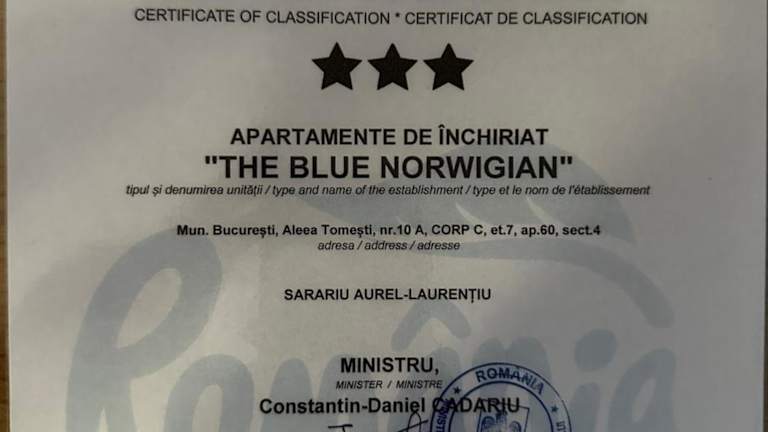 CERTIFICATE OF CLASSIFICATION * CERTIFICAT DE CLASSIFICATION
APARTAMENTE DE ÎNCHIRIAT
"THE BLUE NORWIGIAN"
tipul și denumirea unității / type and name of the establishment / type et le nom de l'établissement
Mun. București, Aleea Tomești, nr.10 A, CORP C, et.7, ap.60, sect.4
adresa / address / adresse
SARARIU AUREL-LAURENȚIU
România
MINISTRU,
MINISTER / MINISTRE
Constantin-Daniel CADARIU
ROMANIA